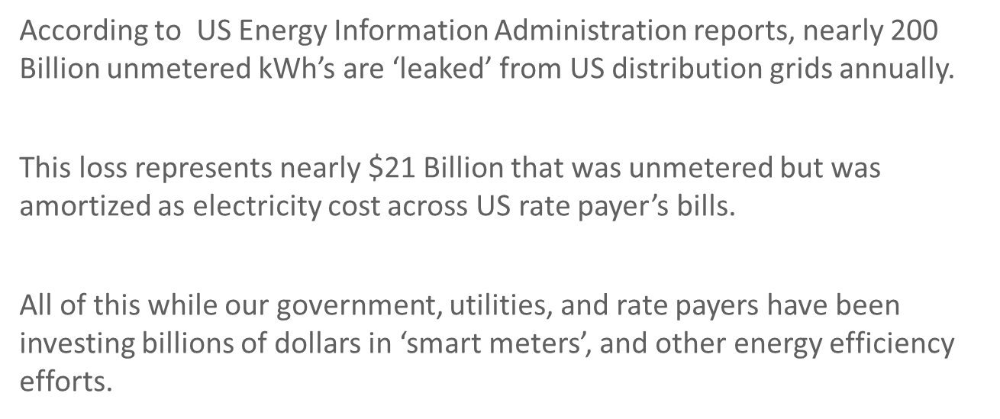 According to  US Energy Information Administration reports, nearly 200
Billion unmetered kWh’s are ‘leaked’ from US distribution grids annually.
This loss represents nearly $21 Billion that was unmetered but was
amortized as electricity cost across US rate payer’s bills.
All of this while our government, utilities, and rate payers have been
investing billions of dollars in ‘smart meters’, and other energy efficiency
efforts.